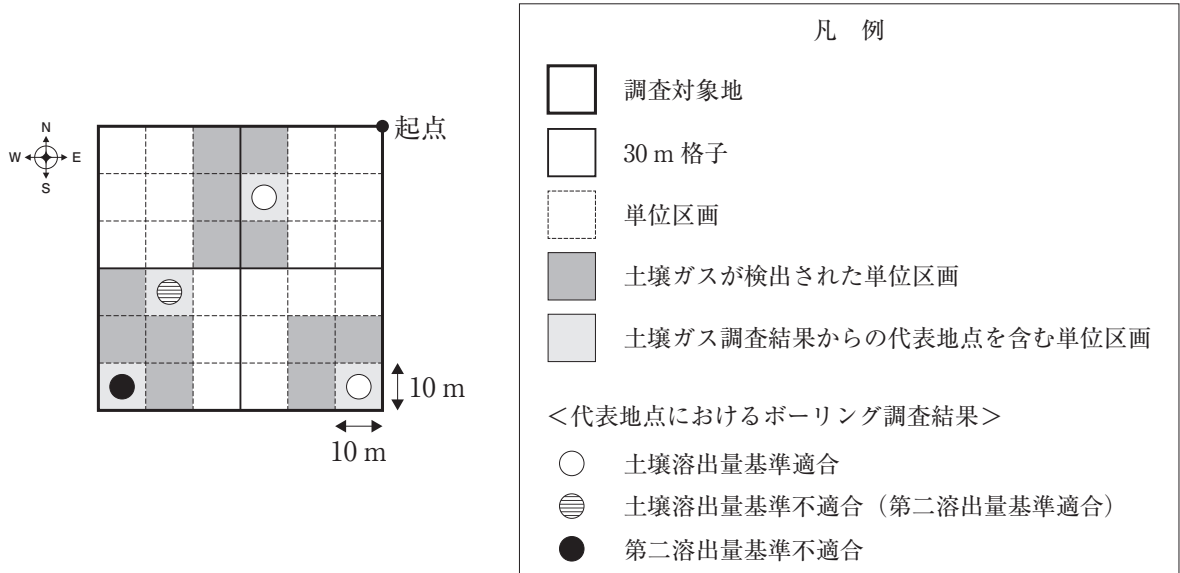 凡 例
調査対象地
30 m 格子
単位区画
土壌ガスが検出された単位区画
土壌ガス調査結果からの代表地点を含む単位区画
<代表地点におけるボーリング調査結果>
土壌溶出量基準適合
土壌溶出量基準不適合(第二溶出量基準適合)
第二溶出量基準不適合
起点
N
W E
S
10 m
10 m